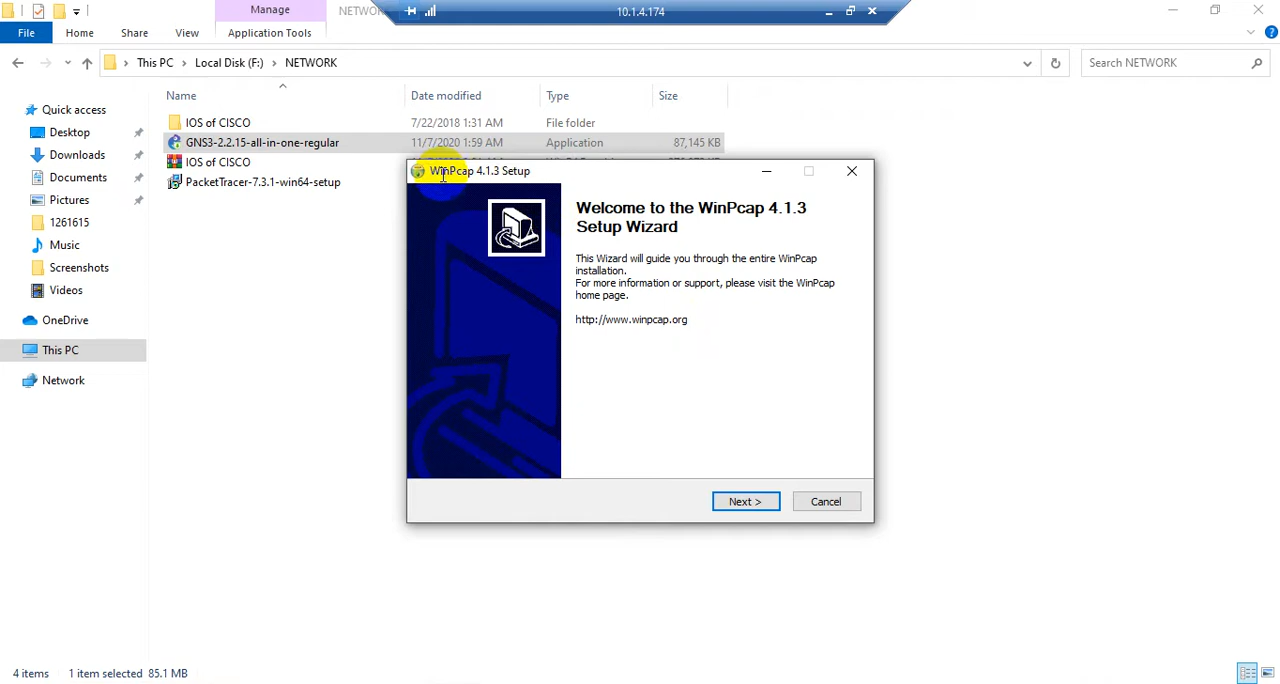 Manage
NETWORK
10.1.4.174
File
Home
Share
View
Application Tools
This PC
Local Disk (F:)
NETWORK
Search NETWORK
Name
Date modified
Type
Size
Quick access
Desktop
Downloads
Documents
Pictures
1261615
Music
Screenshots
Videos
OneDrive
This PC
Network
IOS of CISCO
7/22/2018 1:31 AM
File folder
GNS3-2.2.15-all-in-one-regular
11/7/2020 1:59 AM
Application
87,145 KB
IOS of CISCO
PacketTracer-7.3.1-win64-setup
WinPcap 4.1.3 Setup
Welcome to the WinPcap 4.1.3
Setup Wizard
This Wizard will guide you through the entire WinPcap
installation.
For more information or support, please visit the WinPcap
home page.
http://www.winpcap.org
Next >
Cancel
4 items
1 item selected 85.1 MB